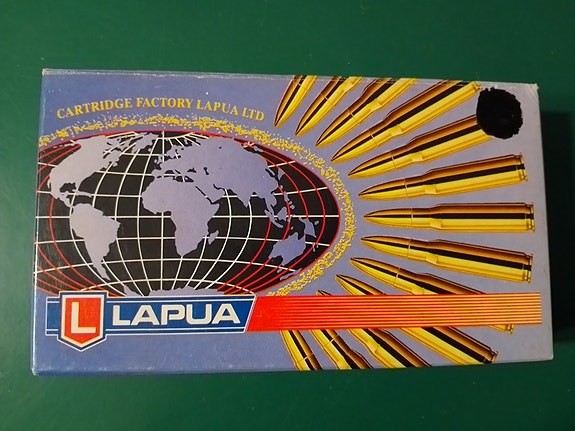 CARTRIDGE FACTORY LAPUA LTD
L LAPUA